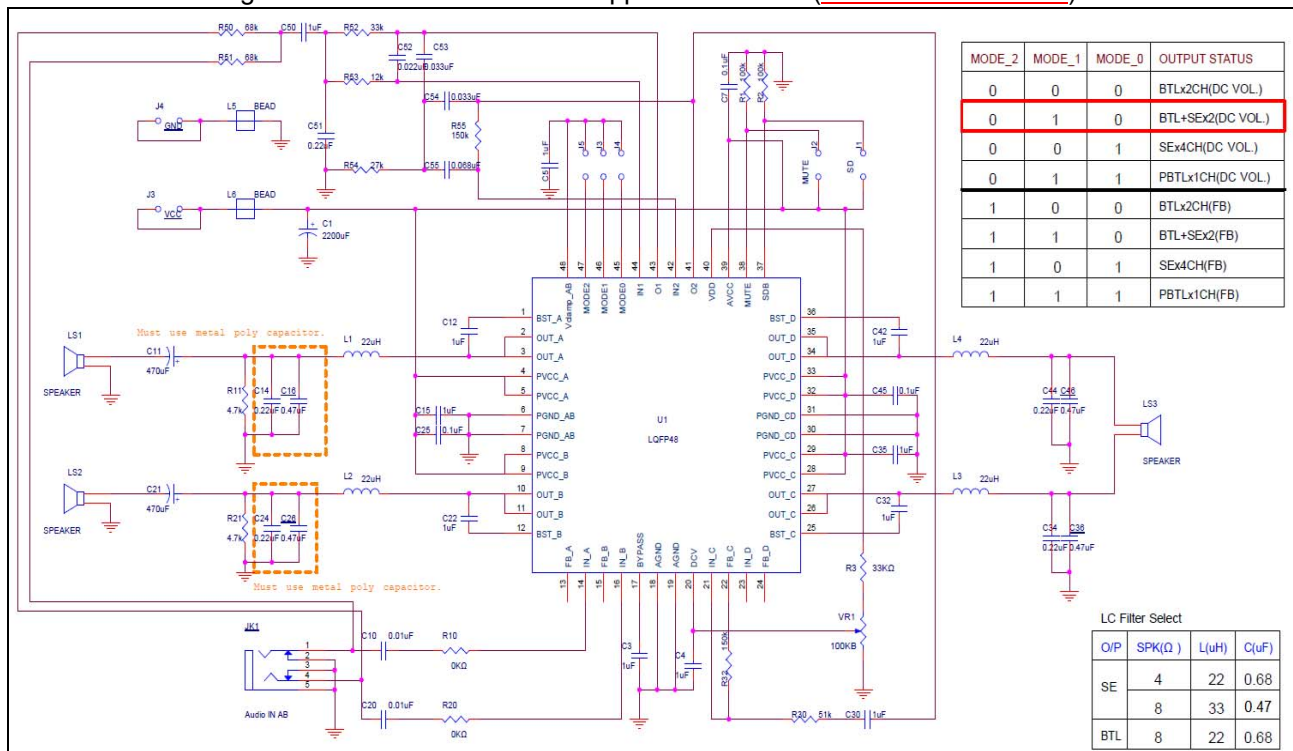 R50 68k
C50 1uF
R52 33k
R51 68k
C52
0.022uF
C53
0.033uF
R53 12k
C54 0.033uF
R55
150k
C51
0.22uF
R54 27k
C55 0.068uF
J4
GND
L5 BEAD
J3
VCC
L6 BEAD
C1
2200uF
C5 1uF
J5
J3
J4
C7 0.1uF
R1 100k
R2 100k
J2
MUTE
J1
SD
MODE_2 MODE_1 MODE_0 OUTPUT STATUS
0 0 0 BTLx2CH(DC VOL.)
0 1 0 BTL+SEx2(DC VOL.)
0 0 1 SEx4CH(DC VOL.)
0 1 1 PBTLx1CH(DC VOL.)
1 0 0 BTLx2CH(FB)
1 1 0 BTL+SEx2(FB)
1 0 1 SEx4CH(FB)
1 1 1 PBTLx1CH(FB)
48 47 46 45 44 43 42 41 40 39 38 37
Vdamp_AB MODE2 MODE1 MODE0 IN1 O1 IN2 O2 VDD AVCC MUTE SDB
1 BST_A
2 OUT_A
3 OUT_A
4 PVCC_A
5 PVCC_A
6 PGND_AB
7 PGND_AB
8 PVCC_B
9 PVCC_B
10 OUT_B
11 OUT_B
12 BST_B
U1
LQFP48
BST_D 36
OUT_D 35
OUT_D 34
PVCC_D 33
PVCC_D 32
PGND_CD 31
PGND_CD 30
PVCC_C 29
PVCC_C 28
OUT_C 27
OUT_C 26
BST_C 25
FB_A IN_A FB_B IN_B BYPASS AGND AGND DCV IN_C FB_C IN_D FB_D
13 14 15 16 17 18 19 20 21 22 23 24
Must use metal poly capacitor.
LS1
SPEAKER
C11
470uF
R11
4.7k
C14
0.22uF
C16
0.47uF
L1 22uH
C12
1uF
C15 1uF
C25 0.1uF
LS2
SPEAKER
C21
470uF
R21
4.7k
C24
0.22uF
C26
0.47uF
L2 22uH
C22
1uF
Must use metal poly capacitor.
C42
1uF
L4 22uH
C45 0.1uF
C44
0.22uF
C46
0.47uF
LS3
SPEAKER
C35 1uF
C32
1uF
L3 22uH
C34
0.22uF
C36
0.47uF
R3 33KΩ
VR1
100KB
JK1
1
2
3
4
5
Audio IN AB
C10 0.01uF
R10
0KΩ
C20 0.01uF
R20
0KΩ
C3
1uF
C4
1uF
R32 150k
R30 51k
C30 1uF
LC Filter Select
O/P SPK(Ω ) L(uH) C(uF)
SE 4 22 0.68
8 33 0.47
BTL 8 22 0.68